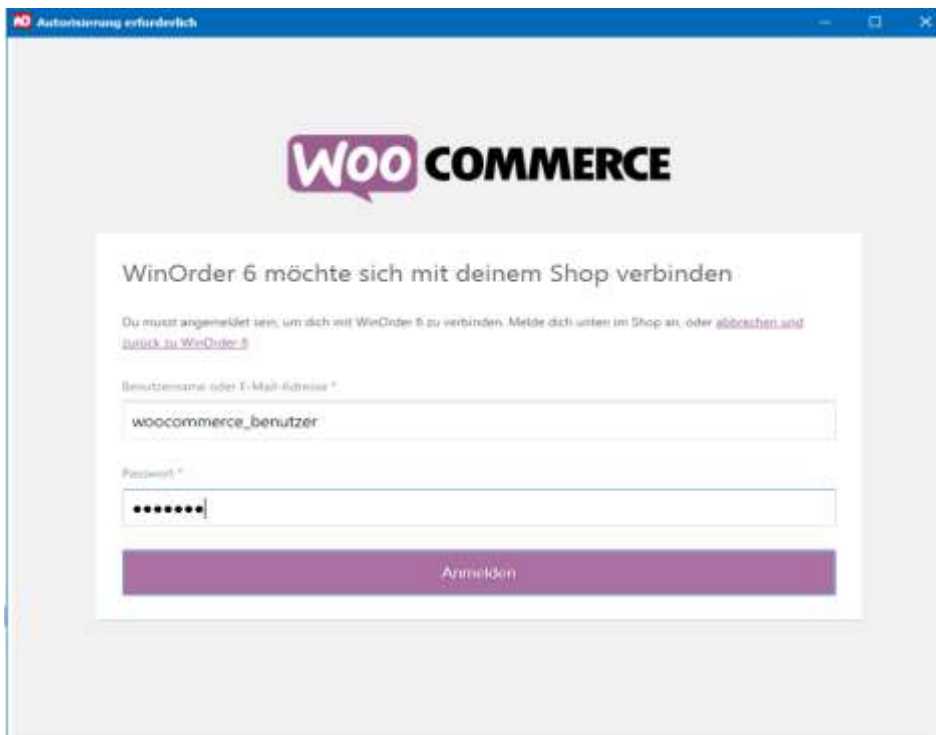 Autorisierung erforderlich
WOO COMMERCE
WinOrder 6 möchte sich mit deinem Shop verbinden
Du musst angemeldet sein, um dich mit WinOrder 6 zu verbinden. Melde dich unten im Shop an, oder abbrechen und
zurück zu WinOrder 6
Benutzername oder E-Mail-Adresse *
woocommerce_benutzer
Passwort *
•••••••
Anmelden